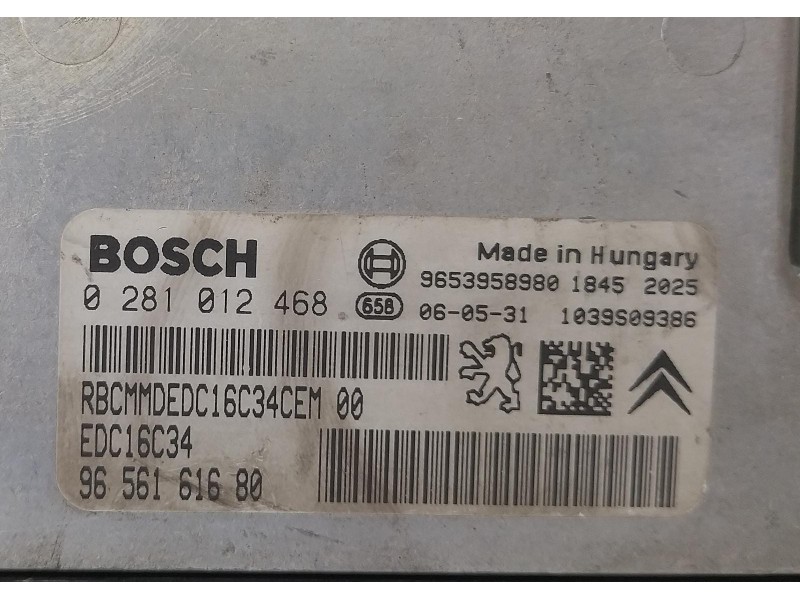 BOSCH
Made in Hungary
9653958980 1845 2025
0 281 012 468 658 06-05-31 1039S09386
RBCMMDEDC16C34CEM 00
EDC16C34
96 561 616 80